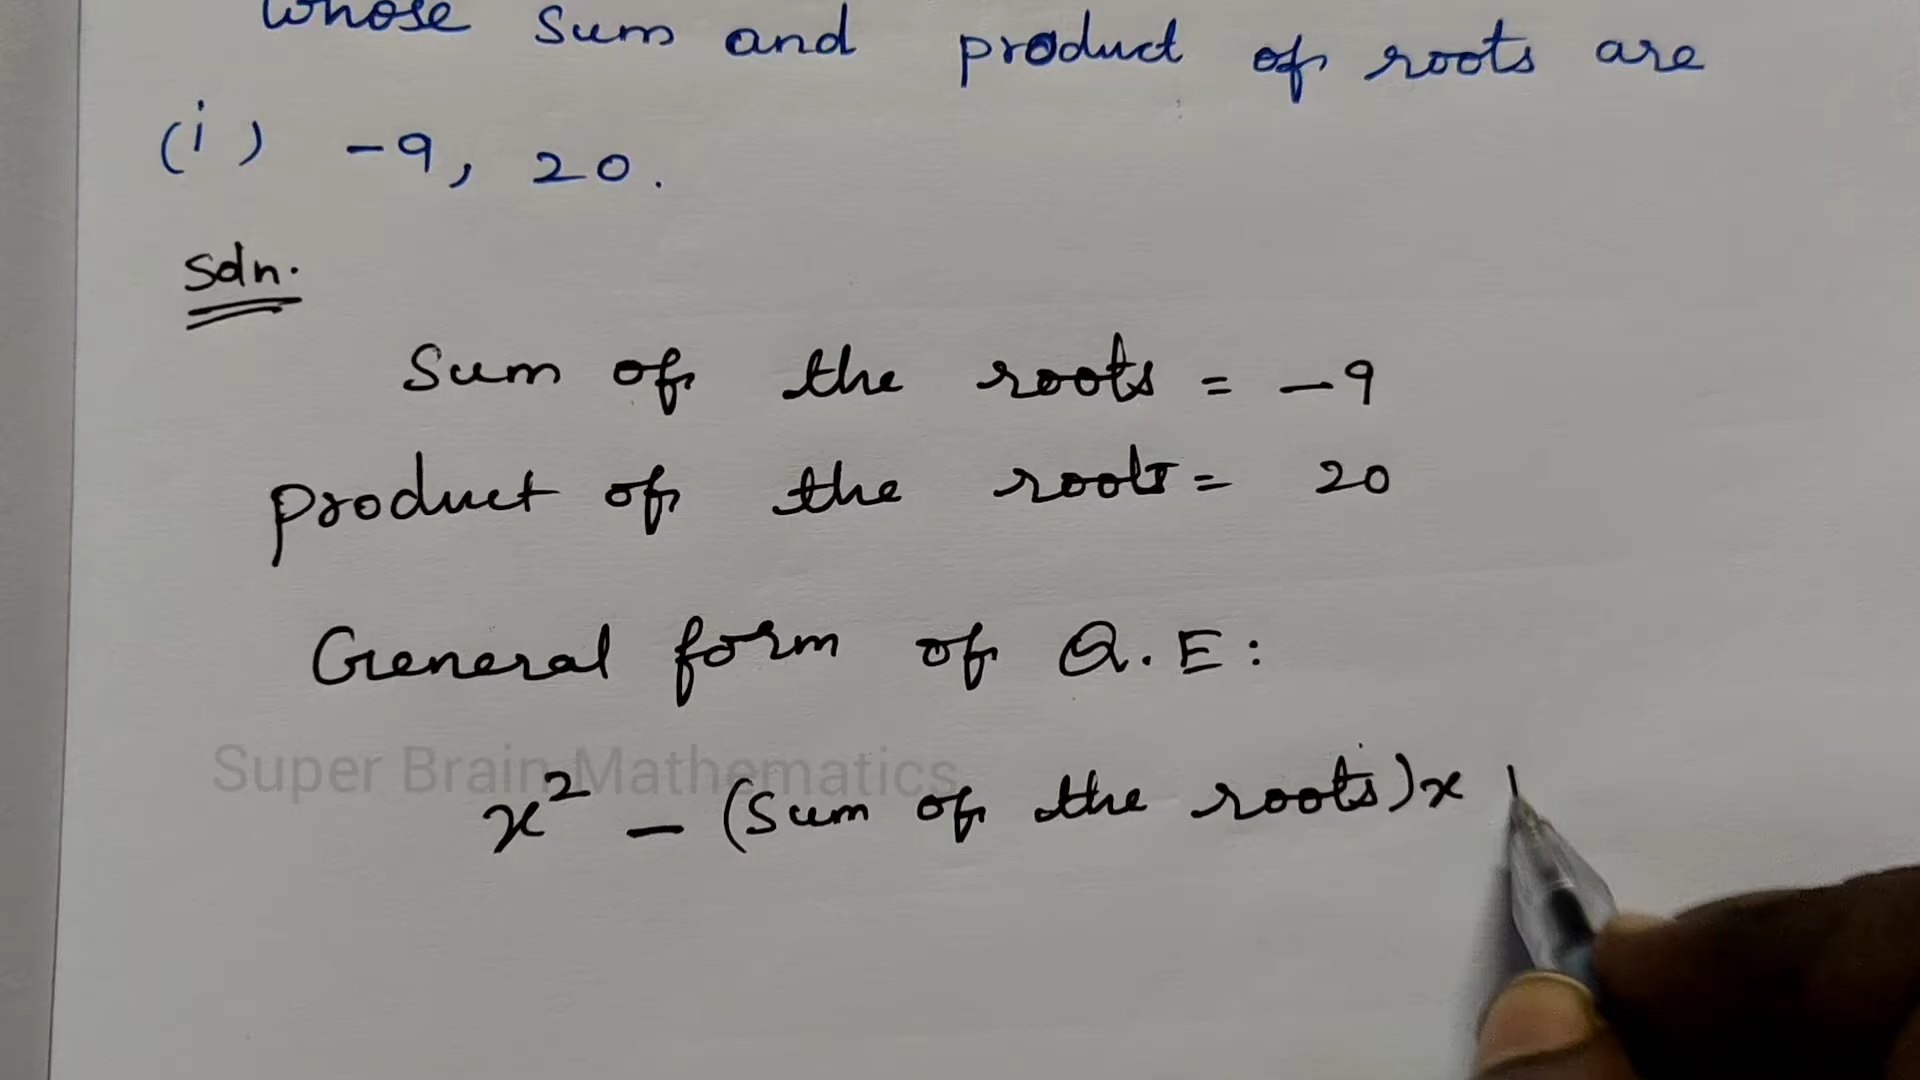 whose sum and product of roots are
(i) -9, 20.
Soln.
Sum of the roots = -9
product of the roots = 20
General form of Q.E:
Super Brain Mathematics
x² - (Sum of the roots)x